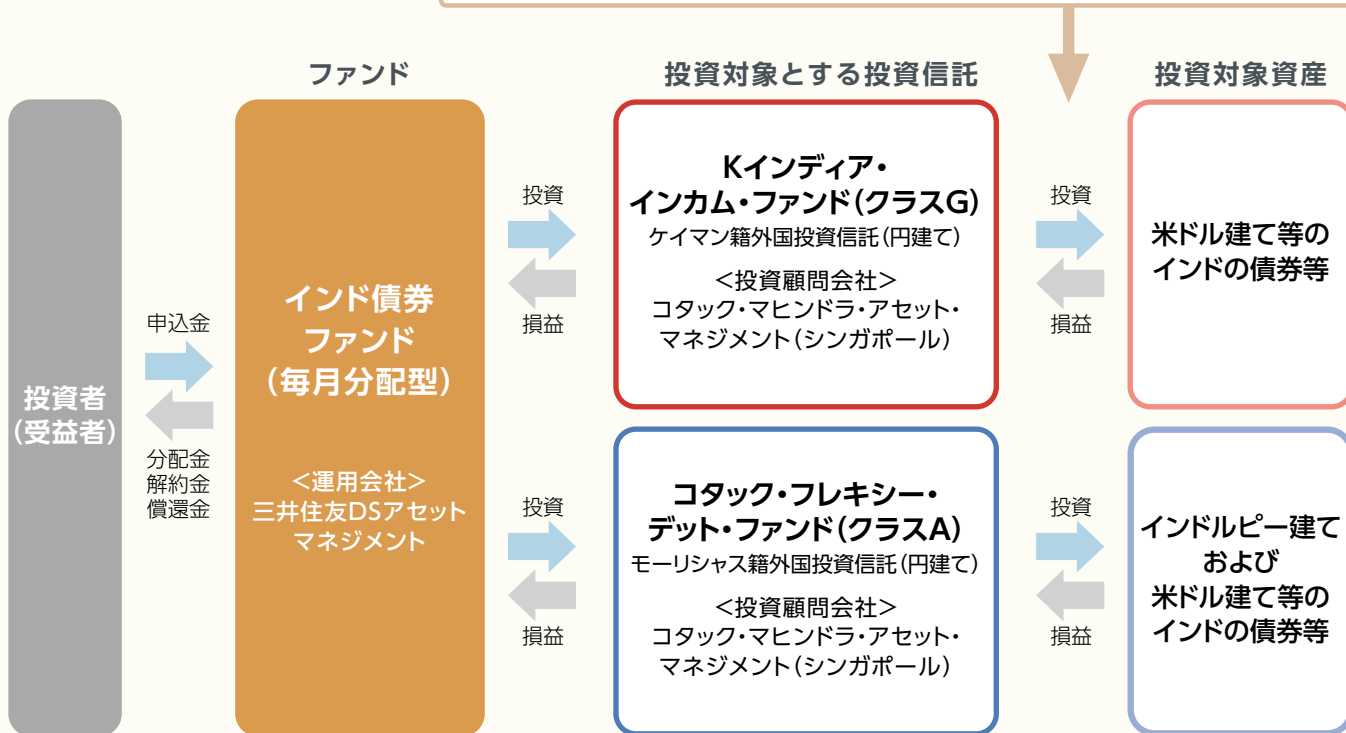 ファンド
投資対象とする投資信託
投資対象資産
投資者
(受益者)
申込金
分配金
解約金
償還金
インド債券
ファンド
(毎月分配型)
<運用会社>
三井住友DSアセット
マネジメント
投資
損益
Kインディア・
インカム・ファンド(クラスG)
ケイマン籍外国投資信託(円建て)
<投資顧問会社>
コタック・マヒンドラ・アセット・
マネジメント(シンガポール)
投資
損益
米ドル建て等の
インドの債券等
投資
損益
コタック・フレキシー・
デット・ファンド(クラスA)
モーリシャス籍外国投資信託(円建て)
<投資顧問会社>
コタック・マヒンドラ・アセット・
マネジメント(シンガポール)
投資
損益
インドルピー建て
および
米ドル建て等の
インドの債券等